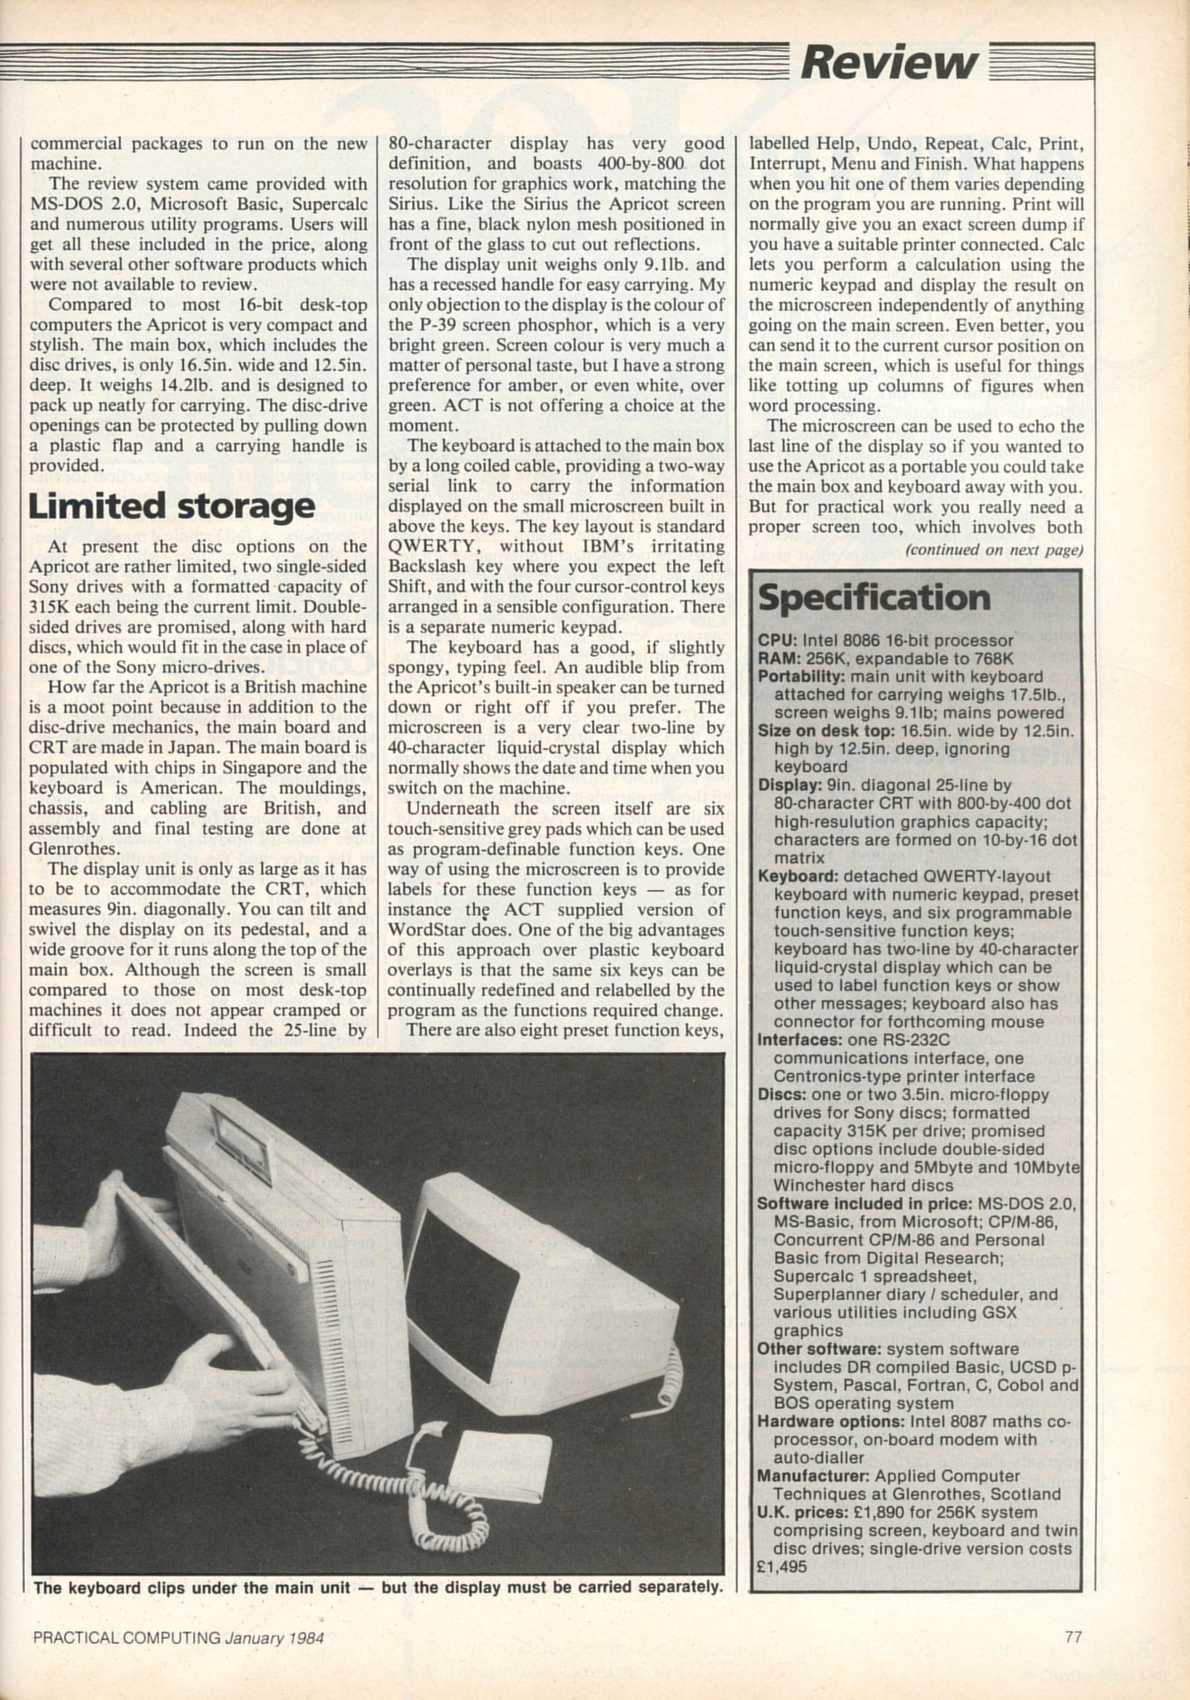 Review
commercial packages to run on the new
machine.
The review system came provided with
MS-DOS 2.0, Microsoft Basic, Supercalc
and numerous utility programs. Users will
get all these included in the price, along
with several other software products which
were not available to review.
Compared to most 16-bit desk-top
computers the Apricot is very compact and
stylish. The main box, which includes the
disc drives, is only 16.5in. wide and 12.5in.
deep. It weighs 14.2lb. and is designed to
pack up neatly for carrying. The disc-drive
openings can be protected by pulling down
a plastic flap and a carrying handle is
provided.
Limited storage
At present the disc options on the
Apricot are rather limited, two single-sided
Sony drives with a formatted capacity of
315K each being the current limit. Double-
sided drives are promised, along with hard
discs, which would fit in the case in place of
one of the Sony micro-drives.
How far the Apricot is a British machine
is a moot point because in addition to the
disc-drive mechanics, the main board and
CRT are made in Japan. The main board is
populated with chips in Singapore and the
keyboard is American. The mouldings,
chassis, and cabling are British, and
assembly and final testing are done at
Glenrothes.
The display unit is only as large as it has
to be to accommodate the CRT, which
measures 9in. diagonally. You can tilt and
swivel the display on its pedestal, and a
wide groove for it runs along the top of the
main box. Although the screen is small
compared to those on most desk-top
machines it does not appear cramped or
difficult to read. Indeed the 25-line by
80-character display has very good
definition, and boasts 400-by-800 dot
resolution for graphics work, matching the
Sirius. Like the Sirius the Apricot screen
has a fine, black nylon mesh positioned in
front of the glass to cut out reflections.
The display unit weighs only 9.1lb. and
has a recessed handle for easy carrying. My
only objection to the display is the colour of
the P-39 screen phosphor, which is a very
bright green. Screen colour is very much a
matter of personal taste, but I have a strong
preference for amber, or even white, over
green. ACT is not offering a choice at the
moment.
The keyboard is attached to the main box
by a long coiled cable, providing a two-way
serial link to carry the information
displayed on the small microscreen built in
above the keys. The key layout is standard
QWERTY, without IBM's irritating
Backslash key where you expect the left
Shift, and with the four cursor-control keys
arranged in a sensible configuration. There
is a separate numeric keypad.
The keyboard has a good, if slightly
spongy, typing feel. An audible blip from
the Apricot's built-in speaker can be turned
down or right off if you prefer. The
microscreen is a very clear two-line by
40-character liquid-crystal display which
normally shows the date and time when you
switch on the machine.
Underneath the screen itself are six
touch-sensitive grey pads which can be used
as program-definable function keys. One
way of using the microscreen is to provide
labels for these function keys — as for
instance the ACT supplied version of
WordStar does. One of the big advantages
of this approach over plastic keyboard
overlays is that the same six keys can be
continually redefined and relabelled by the
program as the functions required change.
There are also eight preset function keys,
labelled Help, Undo, Repeat, Calc, Print,
Interrupt, Menu and Finish. What happens
when you hit one of them varies depending
on the program you are running. Print will
normally give you an exact screen dump if
you have a suitable printer connected. Calc
lets you perform a calculation using the
numeric keypad and display the result on
the microscreen independently of anything
going on the main screen. Even better, you
can send it to the current cursor position on
the main screen, which is useful for things
like totting up columns of figures when
word processing.
The microscreen can be used to echo the
last line of the display so if you wanted to
use the Apricot as a portable you could take
the main box and keyboard away with you.
But for practical work you really need a
proper screen too, which involves both
(continued on next page)
Specification
CPU: Intel 8086 16-bit processor
RAM: 256K, expandable to 768K
Portability: main unit with keyboard
attached for carrying weighs 17.5lb.,
screen weighs 9.1lb; mains powered
Size on desk top: 16.5in. wide by 12.5in.
high by 12.5in. deep, ignoring
keyboard
Display: 9in. diagonal 25-line by
80-character CRT with 800-by-400 dot
high-resulution graphics capacity;
characters are formed on 10-by-16 dot
matrix
Keyboard: detached QWERTY-layout
keyboard with numeric keypad, preset
function keys, and six programmable
touch-sensitive function keys;
keyboard has two-line by 40-character
liquid-crystal display which can be
used to label function keys or show
other messages; keyboard also has
connector for forthcoming mouse
Interfaces: one RS-232C
communications interface, one
Centronics-type printer interface
Discs: one or two 3.5in. micro-floppy
drives for Sony discs; formatted
capacity 315K per drive; promised
disc options include double-sided
micro-floppy and 5Mbyte and 10Mbyte
Winchester hard discs
Software included in price: MS-DOS 2.0,
MS-Basic, from Microsoft; CP/M-86,
Concurrent CP/M-86 and Personal
Basic from Digital Research;
Supercalc 1 spreadsheet,
Superplanner diary / scheduler, and
various utilities including GSX
graphics
Other software: system software
includes DR compiled Basic, UCSD p-
System, Pascal, Fortran, C, Cobol and
BOS operating system
Hardware options: Intel 8087 maths co-
processor, on-board modem with
auto-dialler
Manufacturer: Applied Computer
Techniques at Glenrothes, Scotland
U.K. prices: £1,890 for 256K system
comprising screen, keyboard and twin
disc drives; single-drive version costs
£1,495
The keyboard clips under the main unit — but the display must be carried separately.
PRACTICAL COMPUTING January 1984
77